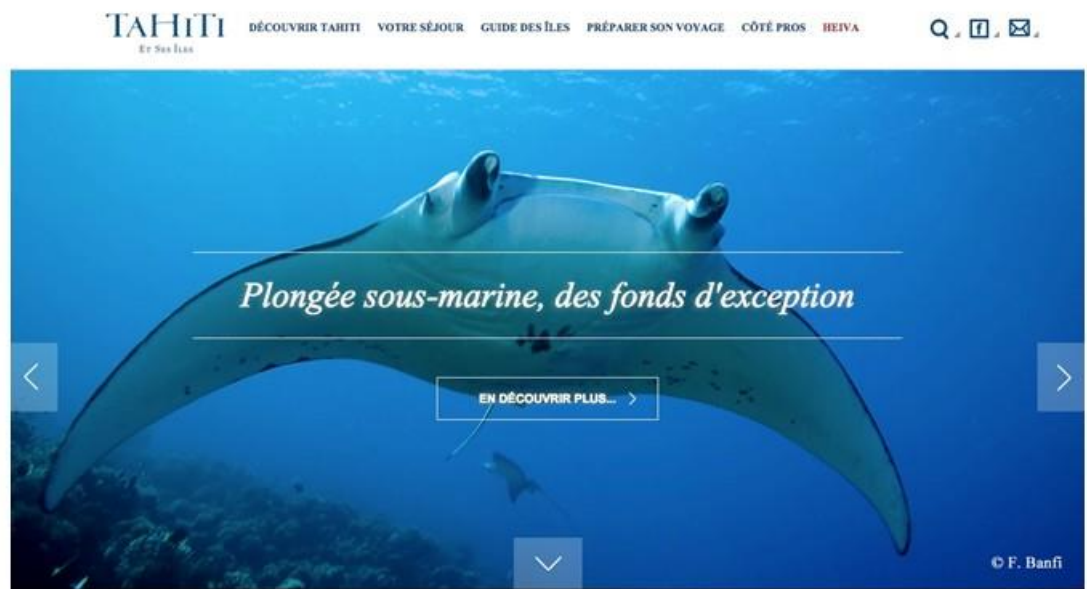 TAHITI
ET SES ÎLES
DÉCOUVRIR TAHITI
VOTRE SÉJOUR
GUIDE DES ÎLES
PRÉPARER SON VOYAGE
CÔTÉ PROS
HEIVA
Plongée sous-marine, des fonds d'exception
EN DÉCOUVRIR PLUS...
© F. Banfi